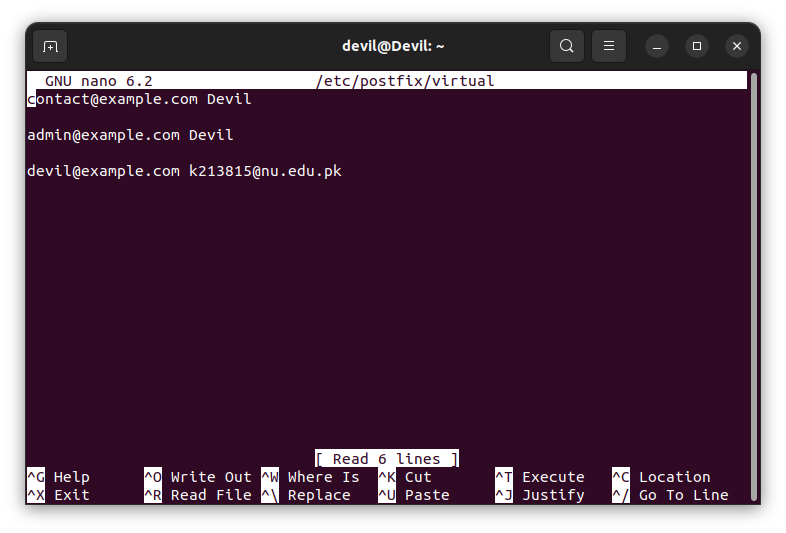 devil@Devil: ~
GNU nano 6.2 /etc/postfix/virtual
contact@example.com Devil
admin@example.com Devil
devil@example.com k213815@nu.edu.pk
[ Read 6 lines ]
^G Help ^O Write Out ^W Where Is ^K Cut ^T Execute ^C Location
^X Exit ^R Read File ^\ Replace ^U Paste ^J Justify ^/ Go To Line